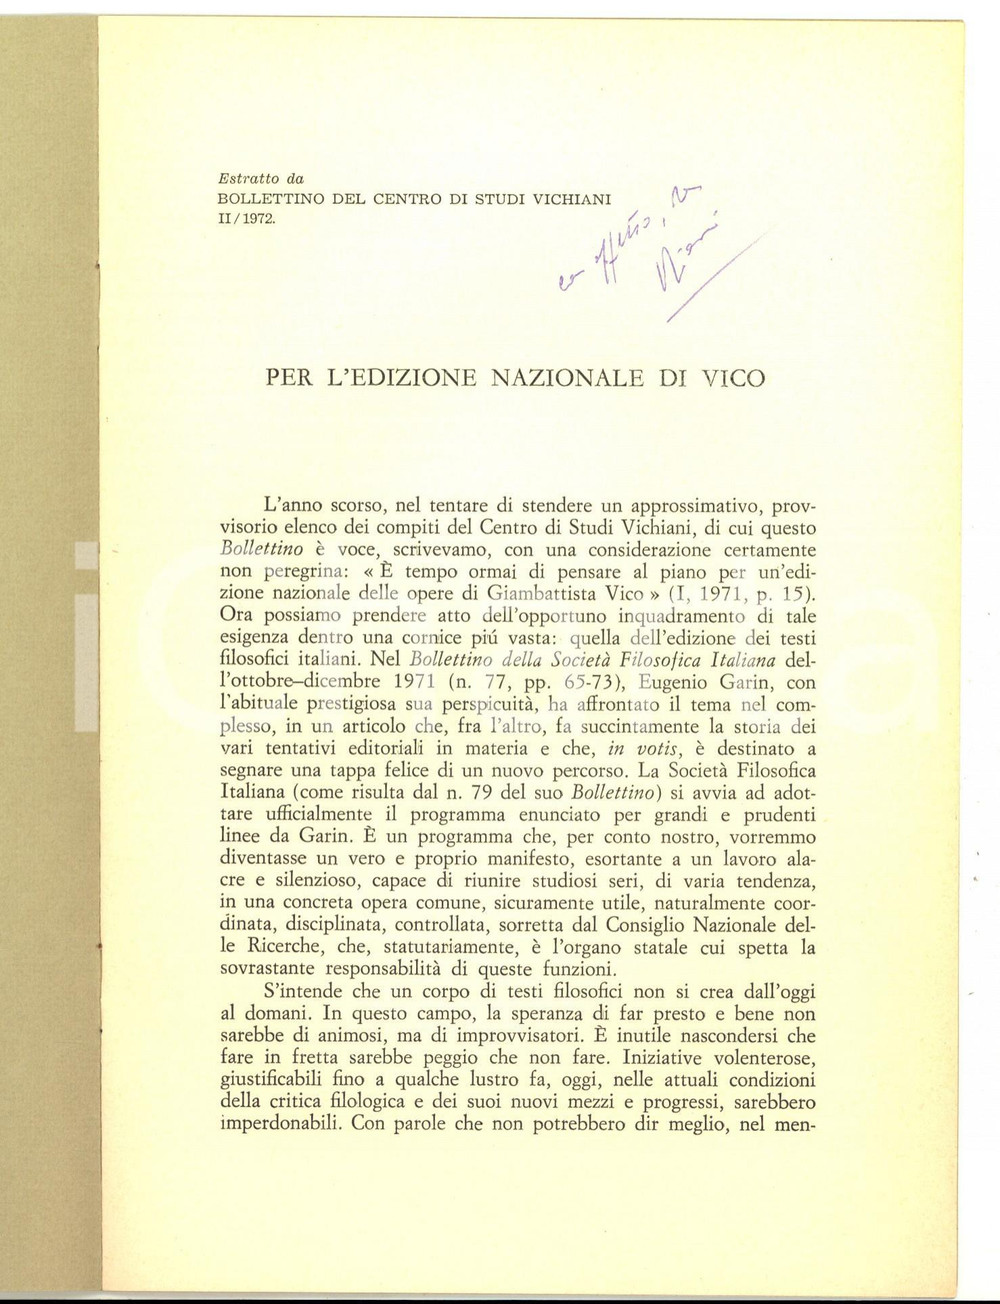 Estratto da
BOLLETTINO DEL CENTRO DI STUDI VICHIANI
II/1972.
PER L'EDIZIONE NAZIONALE DI VICO
L'anno scorso, nel tentare di stendere un approssimativo, prov-
visorio elenco dei compiti del Centro di Studi Vichiani, di cui questo
Bollettino è voce, scrivevamo, con una considerazione certamente
non peregrina: « È tempo ormai di pensare al piano per un'edi-
zione nazionale delle opere di Giambattista Vico » (I, 1971, p. 15).
Ora possiamo prendere atto dell'opportuno inquadramento di tale
esigenza dentro una cornice piú vasta: quella dell'edizione dei testi
filosofici italiani. Nel Bollettino della Società Filosofica Italiana del-
l'ottobre–dicembre 1971 (n. 77, pp. 65-73), Eugenio Garin, con
l'abituale prestigiosa sua perspicuità, ha affrontato il tema nel com-
plesso, in un articolo che, fra l'altro, fa succintamente la storia dei
vari tentativi editoriali in materia e che, in votis, è destinato a
segnare una tappa felice di un nuovo percorso. La Società Filosofica
Italiana (come risulta dal n. 79 del suo Bollettino) si avvia ad adot-
tare ufficialmente il programma enunciato per grandi e prudenti
linee da Garin. È un programma che, per conto nostro, vorremmo
diventasse un vero e proprio manifesto, esortante a un lavoro ala-
cre e silenzioso, capace di riunire studiosi seri, di varia tendenza,
in una concreta opera comune, sicuramente utile, naturalmente coor-
dinata, disciplinata, controllata, sorretta dal Consiglio Nazionale del-
le Ricerche, che, statutariamente, è l'organo statale cui spetta la
sovrastante responsabilità di queste funzioni.
S'intende che un corpo di testi filosofici non si crea dall'oggi
al domani. In questo campo, la speranza di far presto e bene non
sarebbe di animosi, ma di improvvisatori. È inutile nascondersi che
fare in fretta sarebbe peggio che non fare. Iniziative volenterose,
giustificabili fino a qualche lustro fa, oggi, nelle attuali condizioni
della critica filologica e dei suoi nuovi mezzi e progressi, sarebbero
imperdonabili. Con parole che non potrebbero dir meglio, nel men-